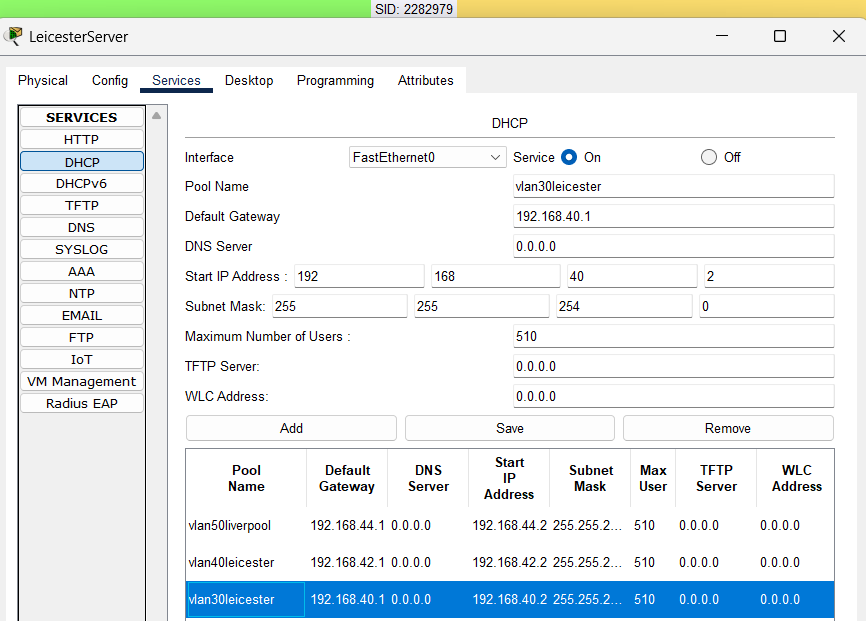 SID: 2282979
LeicesterServer
Physical Config Services Desktop Programming Attributes
SERVICES
HTTP
DHCP
DHCPv6
TFTP
DNS
SYSLOG
AAA
NTP
EMAIL
FTP
IoT
VM Management
Radius EAP
DHCP
Interface FastEthernet0 Service On Off
Pool Name vlan30leicester
Default Gateway 192.168.40.1
DNS Server 0.0.0.0
Start IP Address : 192 168 40 2
Subnet Mask: 255 255 254 0
Maximum Number of Users : 510
TFTP Server: 0.0.0.0
WLC Address: 0.0.0.0
Add Save Remove
Pool Name Default Gateway DNS Server Start IP Address Subnet Mask Max User TFTP Server WLC Address
vlan50liverpool 192.168.44.1 0.0.0.0 192.168.44.2 255.255.2... 510 0.0.0.0 0.0.0.0
vlan40leicester 192.168.42.1 0.0.0.0 192.168.42.2 255.255.2... 510 0.0.0.0 0.0.0.0
vlan30leicester 192.168.40.1 0.0.0.0 192.168.40.2 255.255.2... 510 0.0.0.0 0.0.0.0